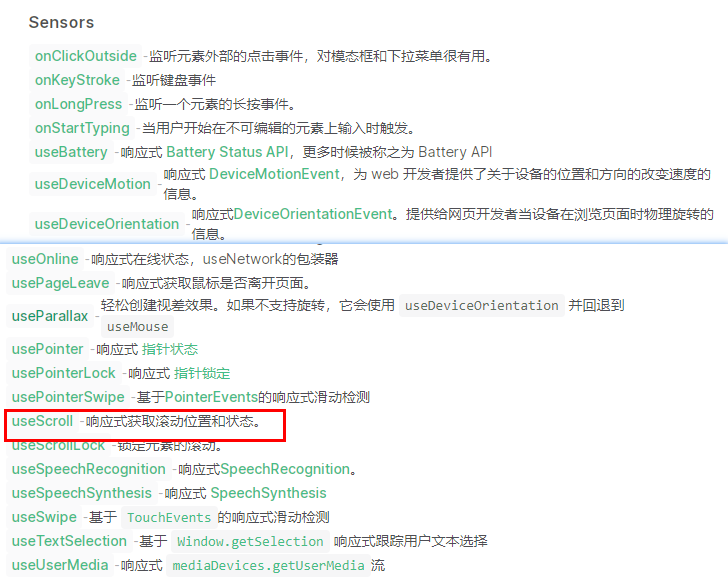 Sensors
onClickOutside -监听元素外部的点击事件，对模态框和下拉菜单很有用。
onKeyStroke -监听键盘事件
onLongPress -监听一个元素的长按事件。
onStartTyping -当用户开始在不可编辑的元素上输入时触发。
useBattery -响应式 Battery Status API，更多时候被称之为 Battery API
useDeviceMotion -响应式 DeviceMotionEvent，为 web 开发者提供了关于设备的位置和方向的改变速度的
信息。
useDeviceOrientation -响应式DeviceOrientationEvent。提供给网页开发者当设备在浏览页面时物理旋转的
信息。
useOnline -响应式在线状态，useNetwork的包装器
usePageLeave -响应式获取鼠标是否离开页面。
useParallax -轻松创建视差效果。如果不支持旋转，它会使用 useDeviceOrientation 并回退到
useMouse
usePointer -响应式 指针状态
usePointerLock -响应式 指针锁定
usePointerSwipe -基于PointerEvents的响应式滑动检测
useScroll -响应式获取滚动位置和状态。
useScrollLock -锁定元素的滚动。
useSpeechRecognition -响应式SpeechRecognition。
useSpeechSynthesis -响应式 SpeechSynthesis
useSwipe -基于 TouchEvents 的响应式滑动检测
useTextSelection -基于 Window.getSelection 响应式跟踪用户文本选择
useUserMedia -响应式 mediaDevices.getUserMedia 流